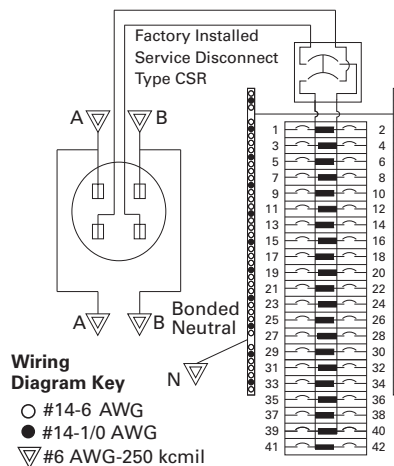 Factory Installed
Service Disconnect
Type CSR
A B
1 2
3 4
5 6
7 8
9 10
11 12
13 14
15 16
17 18
19 20
21 22
23 24
25 26
27 28
29 30
31 32
33 34
35 36
37 38
39 40
41 42
A B
Bonded
Neutral
N
Wiring
Diagram Key
#14-6 AWG
#14-1/0 AWG
#6 AWG-250 kcmil